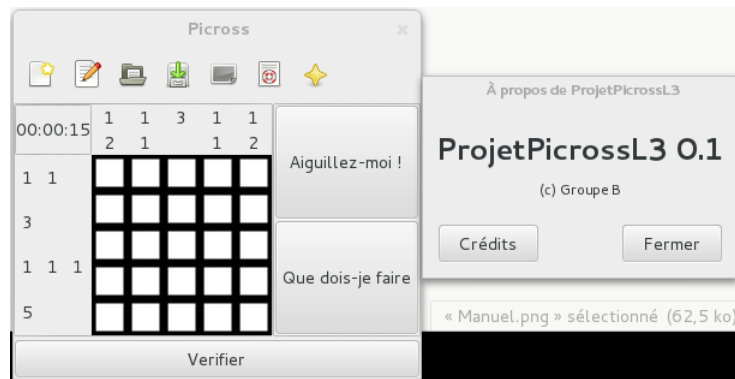 Picross
00:00:15
1 1 3 1 1
2 1 1 2
1 1
3
1 1 1
5
Aiguillez-moi !
Que dois-je faire
Verifier
À propos de ProjetPicrossL3
ProjetPicrossL3 0.1
(c) Groupe B
Crédits
Fermer
« Manuel.png » sélectionné (62,5 ko)